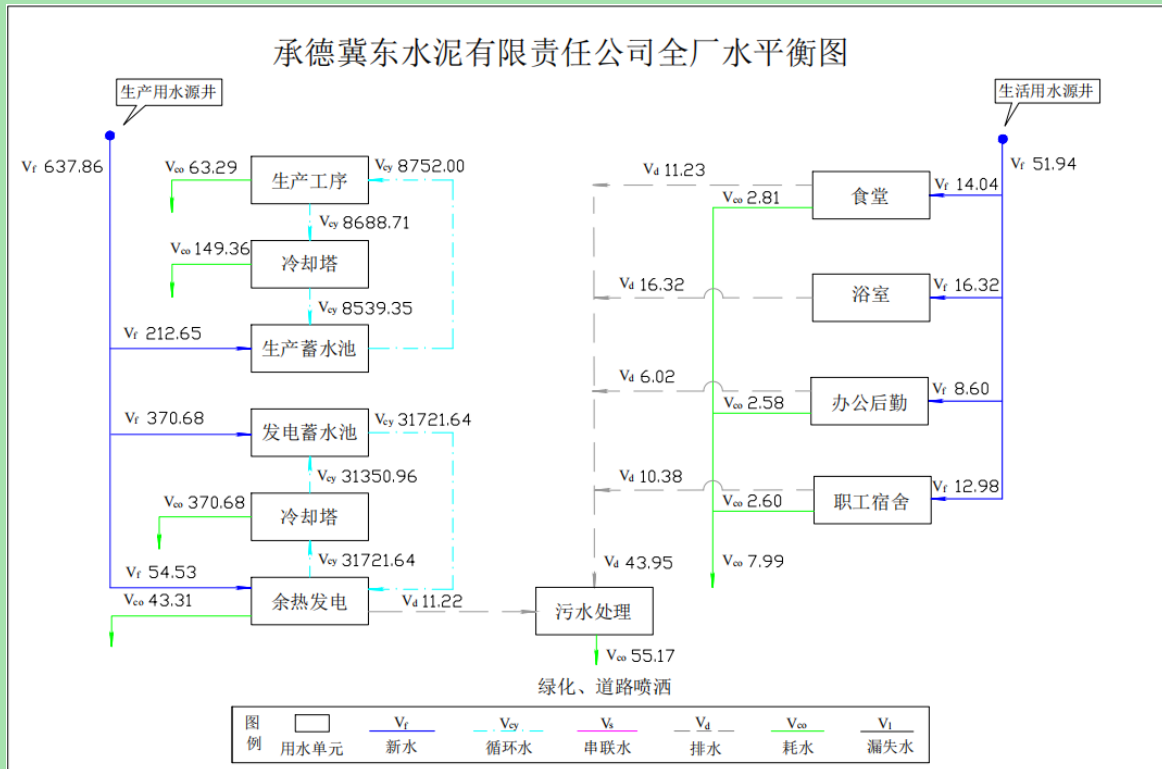 承德冀东水泥有限责任公司全厂水平衡图
生产用水源井
生活用水源井
Vf 637.86
Vco 63.29
生产工序
Vcy 8752.00
Vcy 8688.71
Vco 149.36
冷却塔
Vcy 8539.35
Vf 212.65
生产蓄水池
Vf 370.68
发电蓄水池
Vcy 31721.64
Vcy 31350.96
Vco 370.68
冷却塔
Vcy 31721.64
Vf 54.53
Vco 43.31
余热发电
Vd 11.22
Vf 51.94
Vd 11.23
Vco 2.81
食堂
Vf 14.04
Vd 16.32
浴室
Vf 16.32
Vd 6.02
Vco 2.58
办公后勤
Vf 8.60
Vd 10.38
Vco 2.60
职工宿舍
Vf 12.98
Vd 43.95
Vco 7.99
污水处理
Vco 55.17
绿化、道路喷洒
图例
用水单元
Vf 新水
Vcy 循环水
Vs 串联水
Vd 排水
Vco 耗水
Vl 漏失水